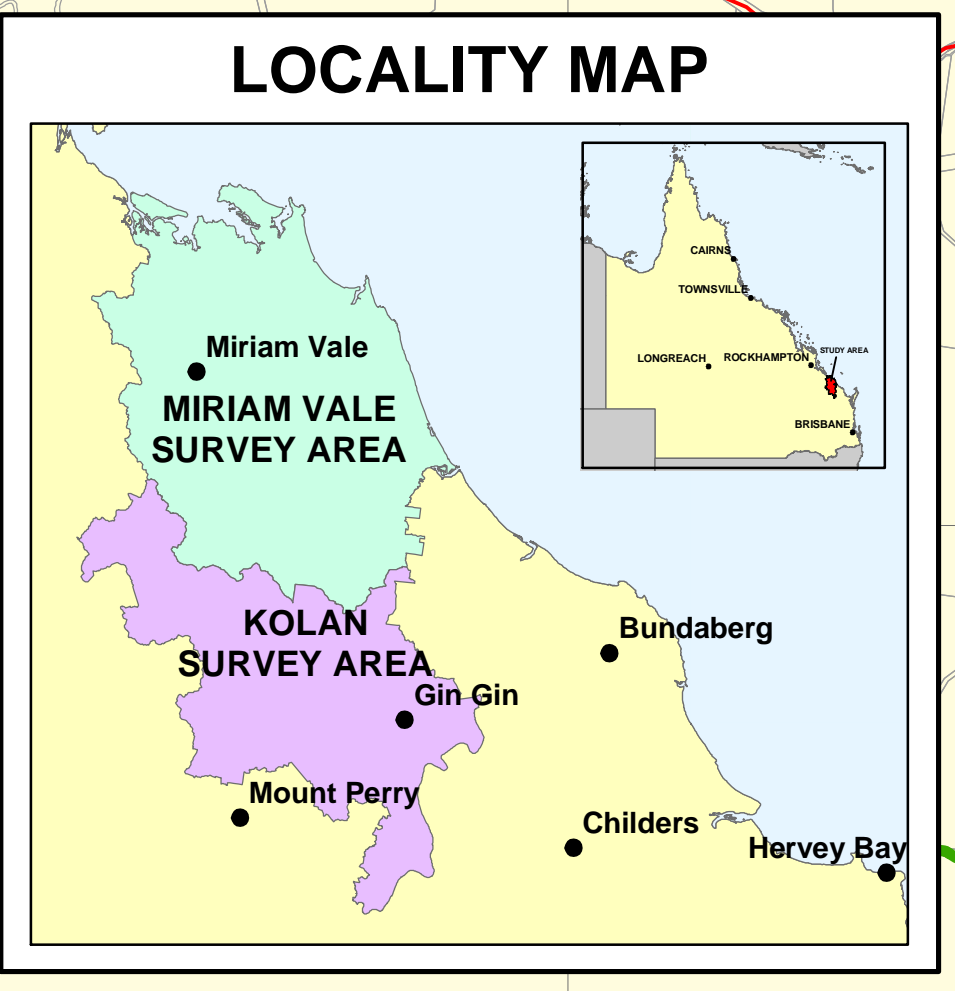 LOCALITY MAP
CAIRNS
TOWNSVILLE
LONGREACH
ROCKHAMPTON
STUDY AREA
BRISBANE
Miriam Vale
MIRIAM VALE
SURVEY AREA
KOLAN
SURVEY AREA
Bundaberg
Gin Gin
Mount Perry
Childers
Hervey Bay